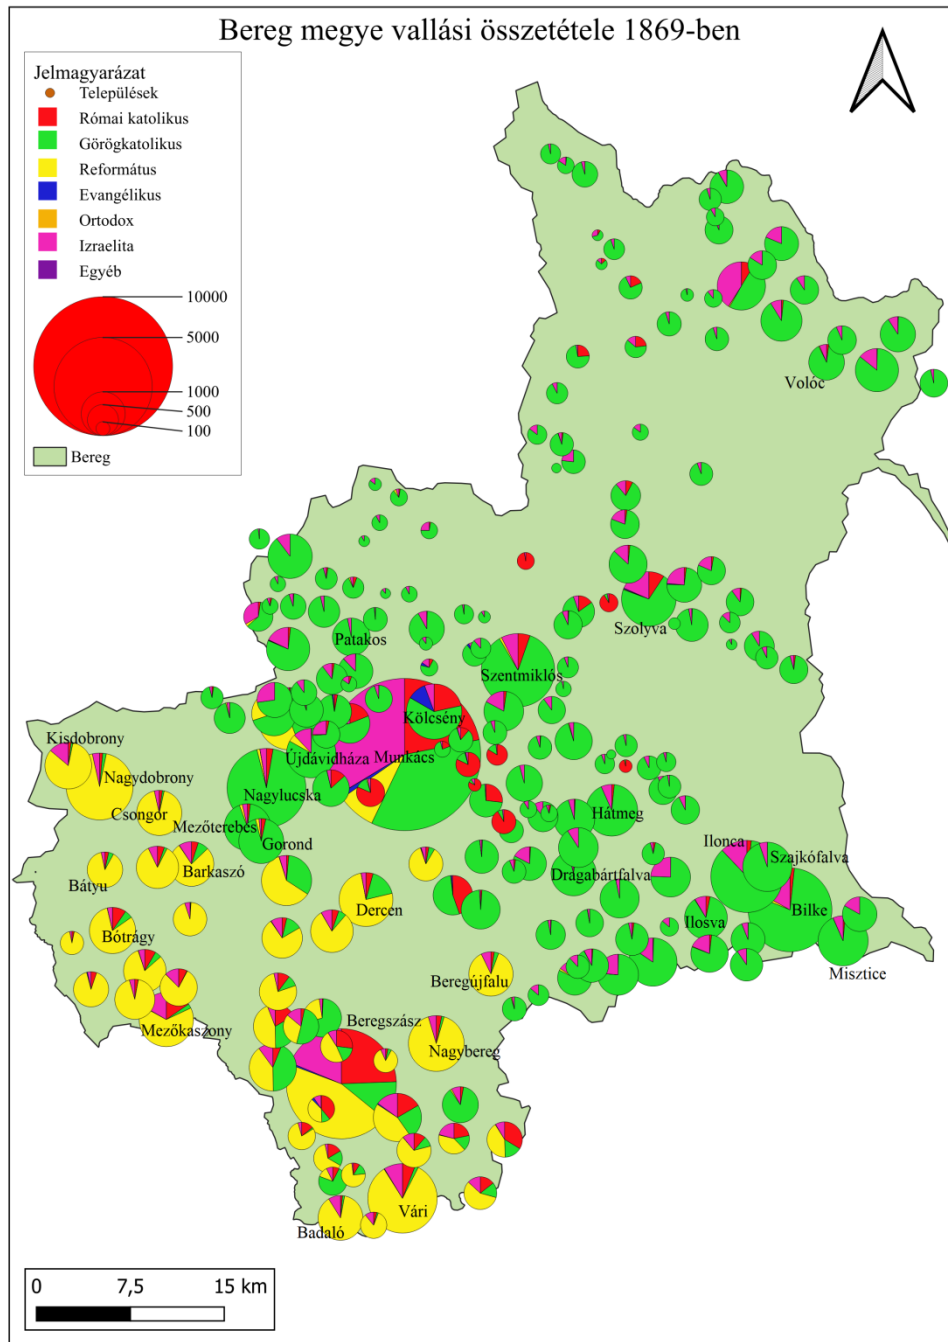 Bereg megye vallási összetétele 1869-ben
Jelmagyarázat
Települések
Római katolikus
Görögkatolikus
Református
Evangélikus
Ortodox
Izraelita
Egyéb
10000
5000
1000
500
100
Bereg
Volóc
Szolyva
Patakos
Szentmiklós
Kölcsény
Kisdobrony
Újdávidháza
Munkács
Nagydobrony
Nagylucska
Csongor
Hátmeg
Mezőterebes
Gorond
Ilonca
Szajkófalva
Bátyu
Barkaszó
Drágabártfalva
Dercen
Bilke
Ilosva
Bótrágy
Misztice
Beregújfalu
Mezőkaszony
Beregszász
Nagybereg
Vári
Badaló
0 7,5 15 km